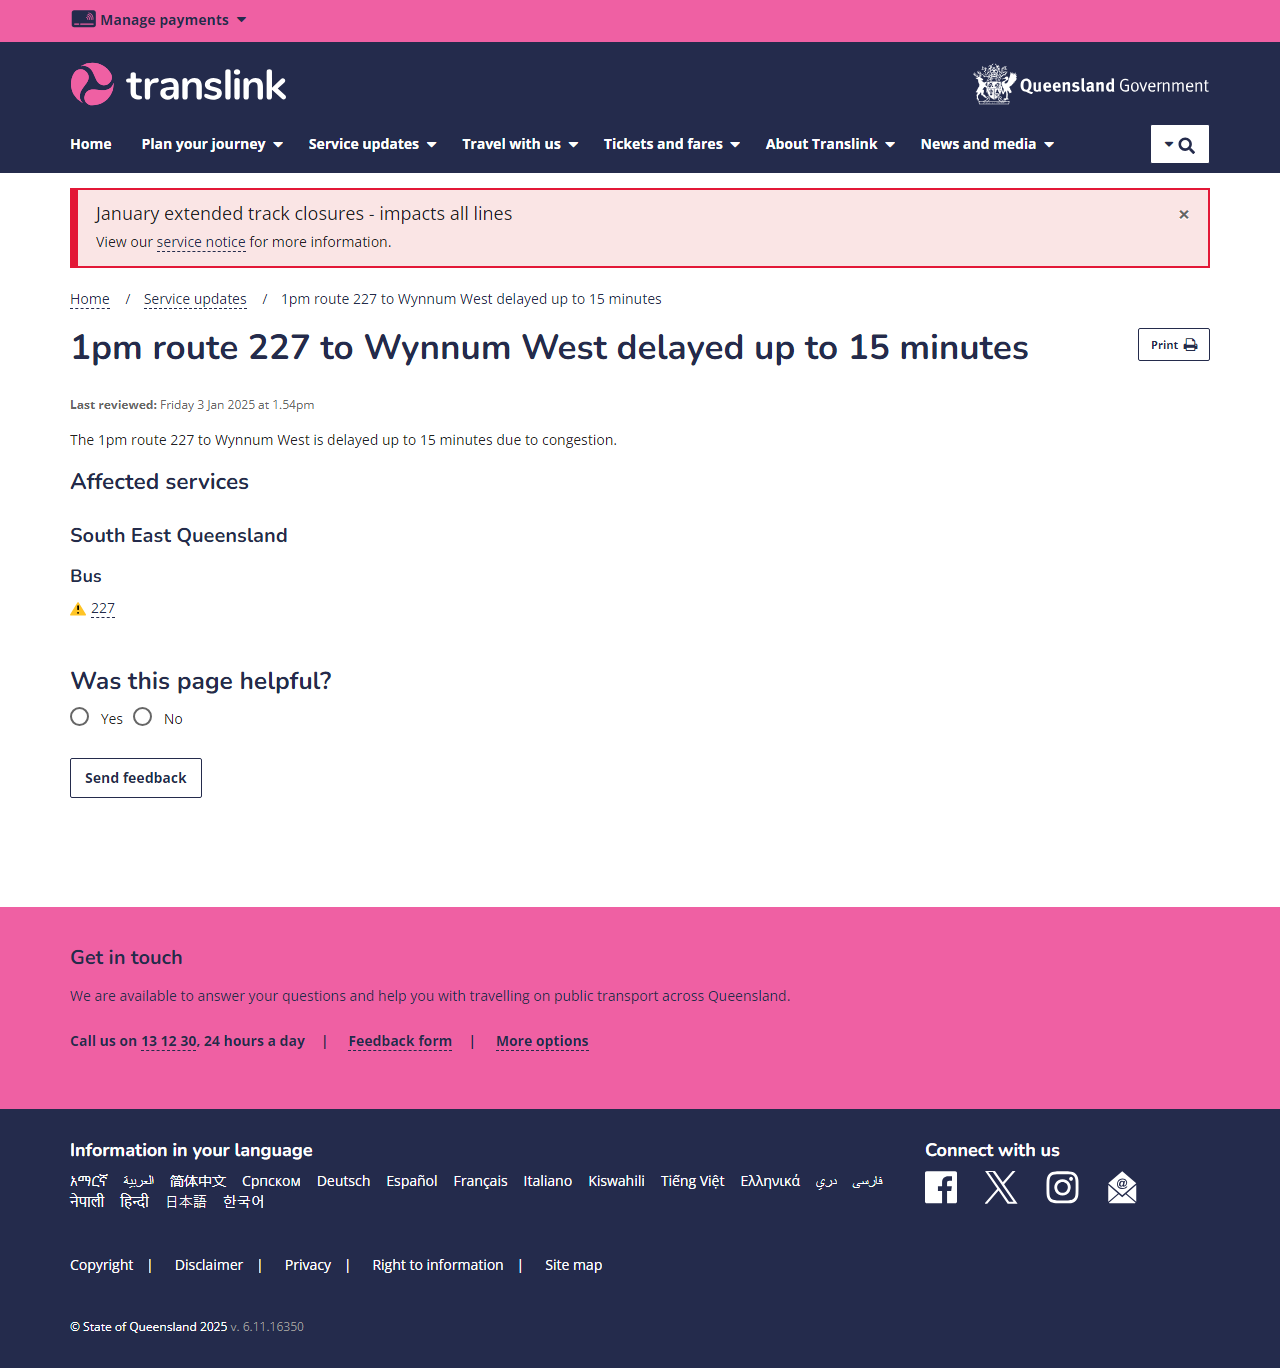 Manage payments
translink
Queensland Government
Home Plan your journey Service updates Travel with us Tickets and fares About Translink News and media
January extended track closures - impacts all lines
×
View our service notice for more information.
Home / Service updates / 1pm route 227 to Wynnum West delayed up to 15 minutes
1pm route 227 to Wynnum West delayed up to 15 minutes
Print
Last reviewed: Friday 3 Jan 2025 at 1.54pm
The 1pm route 227 to Wynnum West is delayed up to 15 minutes due to congestion.
Affected services
South East Queensland
Bus
227
Was this page helpful?
Yes No
Send feedback
Get in touch
We are available to answer your questions and help you with travelling on public transport across Queensland.
Call us on 13 12 30, 24 hours a day | Feedback form | More options
Information in your language
Connect with us
አማርኛ العربية 简体中文 Српском Deutsch Español Français Italiano Kiswahili Tiếng Việt Ελληνικά دري فارسی
नेपाली हिन्दी 日本語 한국어
Copyright | Disclaimer | Privacy | Right to information | Site map
© State of Queensland 2025 v. 6.11.16350